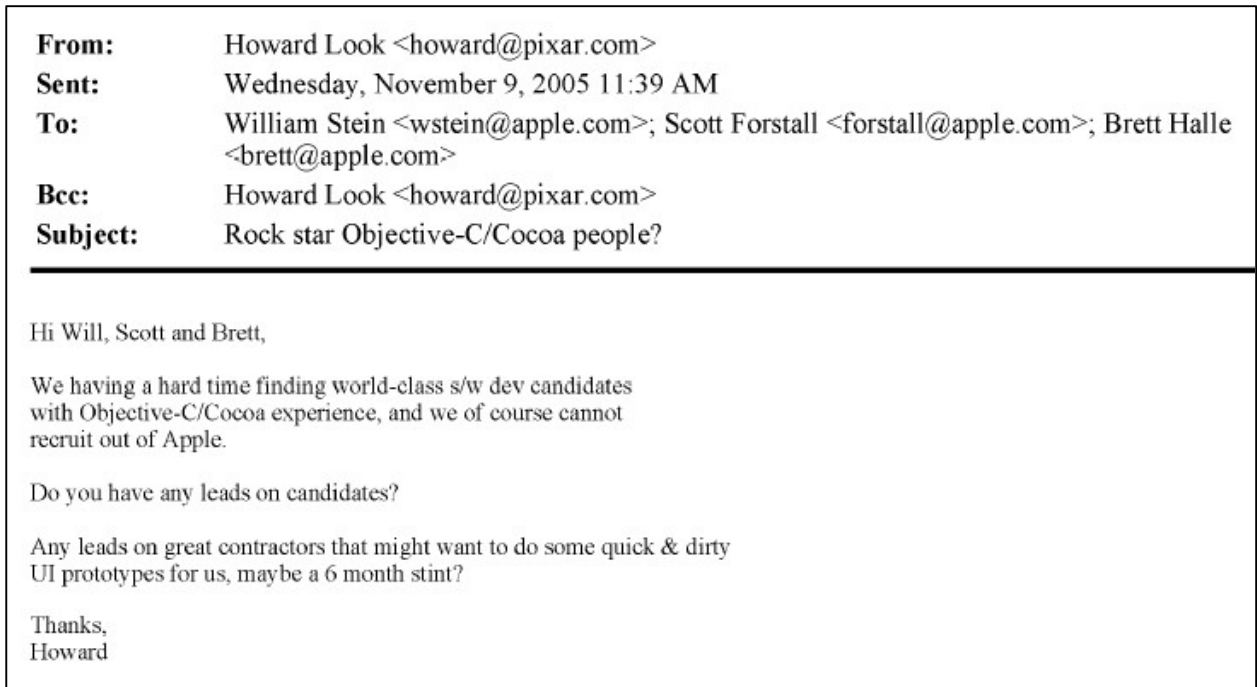 From: Howard Look <howard@pixar.com>
Sent: Wednesday, November 9, 2005 11:39 AM
To: William Stein <wstein@apple.com>; Scott Forstall <forstall@apple.com>; Brett Halle
<brett@apple.com>
Bcc: Howard Look <howard@pixar.com>
Subject: Rock star Objective-C/Cocoa people?
Hi Will, Scott and Brett,
We having a hard time finding world-class s/w dev candidates
with Objective-C/Cocoa experience, and we of course cannot
recruit out of Apple.
Do you have any leads on candidates?
Any leads on great contractors that might want to do some quick & dirty
UI prototypes for us, maybe a 6 month stint?
Thanks,
Howard